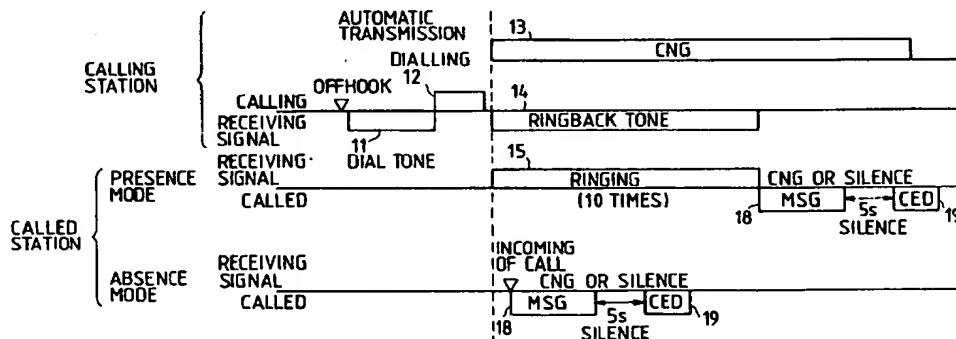 AUTOMATIC
TRANSMISSION
DIALLING
12
13
CNG
CALLING
STATION
OFFHOOK
CALLING
14
RECEIVING
SIGNAL
11
DIAL TONE
RINGBACK TONE
CALLED
STATION
PRESENCE
MODE
RECEIVING
SIGNAL
CALLED
15
RINGING
(10 TIMES)
CNG OR SILENCE
18
MSG
5s
SILENCE
CED
19
ABSENCE
MODE
RECEIVING
SIGNAL
CALLED
INCOMING
OF CALL
CNG OR SILENCE
18
MSG
5s
SILENCE
CED
19